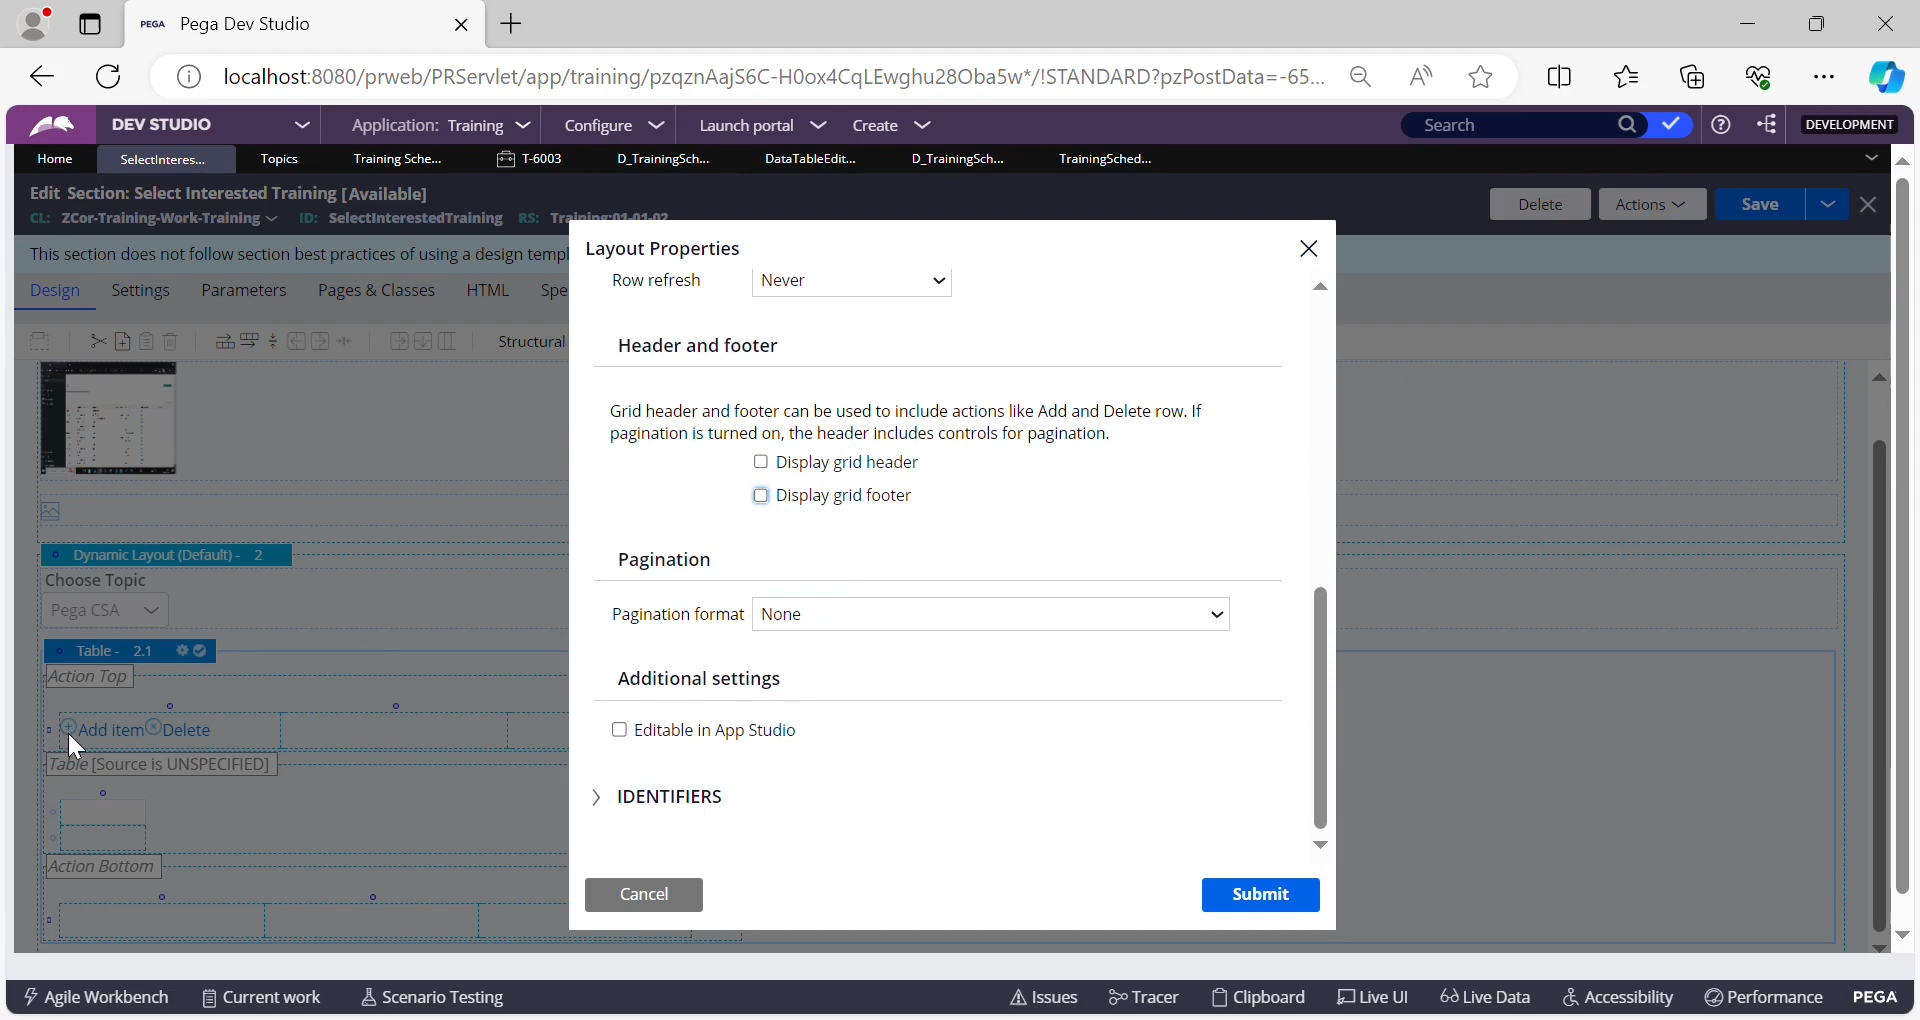 PEGA Pega Dev Studio
localhost:8080/prweb/PRServlet/app/training/pzqznAajS6C-H0ox4CqLEwghu28Oba5w*/!STANDARD?pzPostData=-65...
DEV STUDIO Application: Training Configure Launch portal Create Search DEVELOPMENT
Home SelectInteres... Topics Training Sche... T-6003 D_TrainingSch... DataTableEdit... D_TrainingSch... TrainingSched...
Edit Section: Select Interested Training [Available]
CL: ZCor-Training-Work-Training ID: SelectInterestedTraining RS: Training:01-01-02
Delete Actions Save
This section does not follow section best practices of using a design templ
Design Settings Parameters Pages & Classes HTML Spe
Structural
Layout Properties
Row refresh Never
Header and footer
Grid header and footer can be used to include actions like Add and Delete row. If
pagination is turned on, the header includes controls for pagination.
Display grid header
Display grid footer
Pagination
Pagination format None
Additional settings
Editable in App Studio
IDENTIFIERS
Cancel Submit
Dynamic Layout (Default) - 2
Choose Topic
Pega CSA
Table - 2.1
Action Top
Add item Delete
Table [Source is UNSPECIFIED]
Action Bottom
Agile Workbench Current work Scenario Testing Issues Tracer Clipboard Live UI Live Data Accessibility Performance PEGA